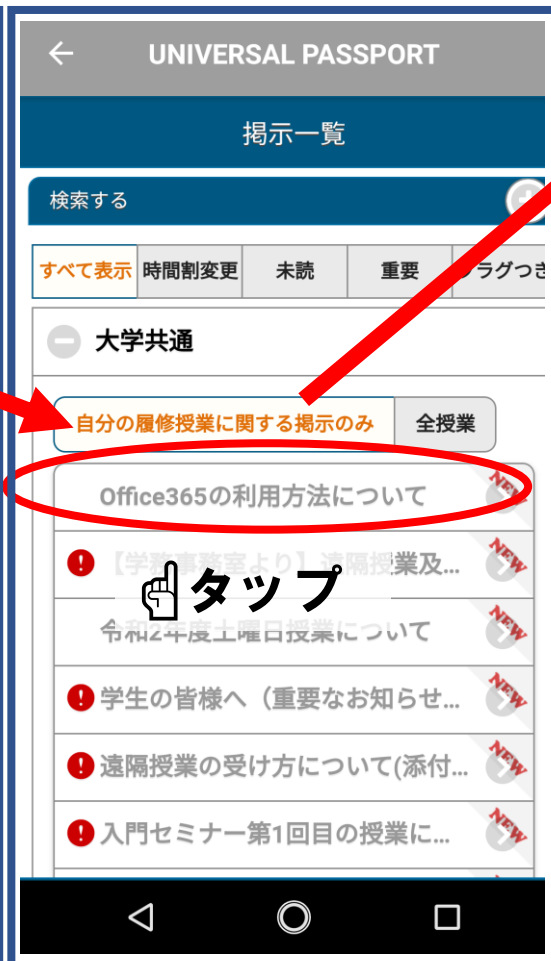 UNIVERSAL PASSPORT
掲示一覧
検索する
すべて表示 時間割変更 未読 重要 ラグつき
大学共通
自分の履修授業に関する掲示のみ 全授業
Office365の利用方法について
NEW
【学務事務室より】遠隔授業及...
NEW
タップ
令和2年度土曜日授業について
NEW
学生の皆様へ（重要なお知らせ...
NEW
遠隔授業の受け方について(添付...
NEW
入門セミナー第1回目の授業に...
NEW